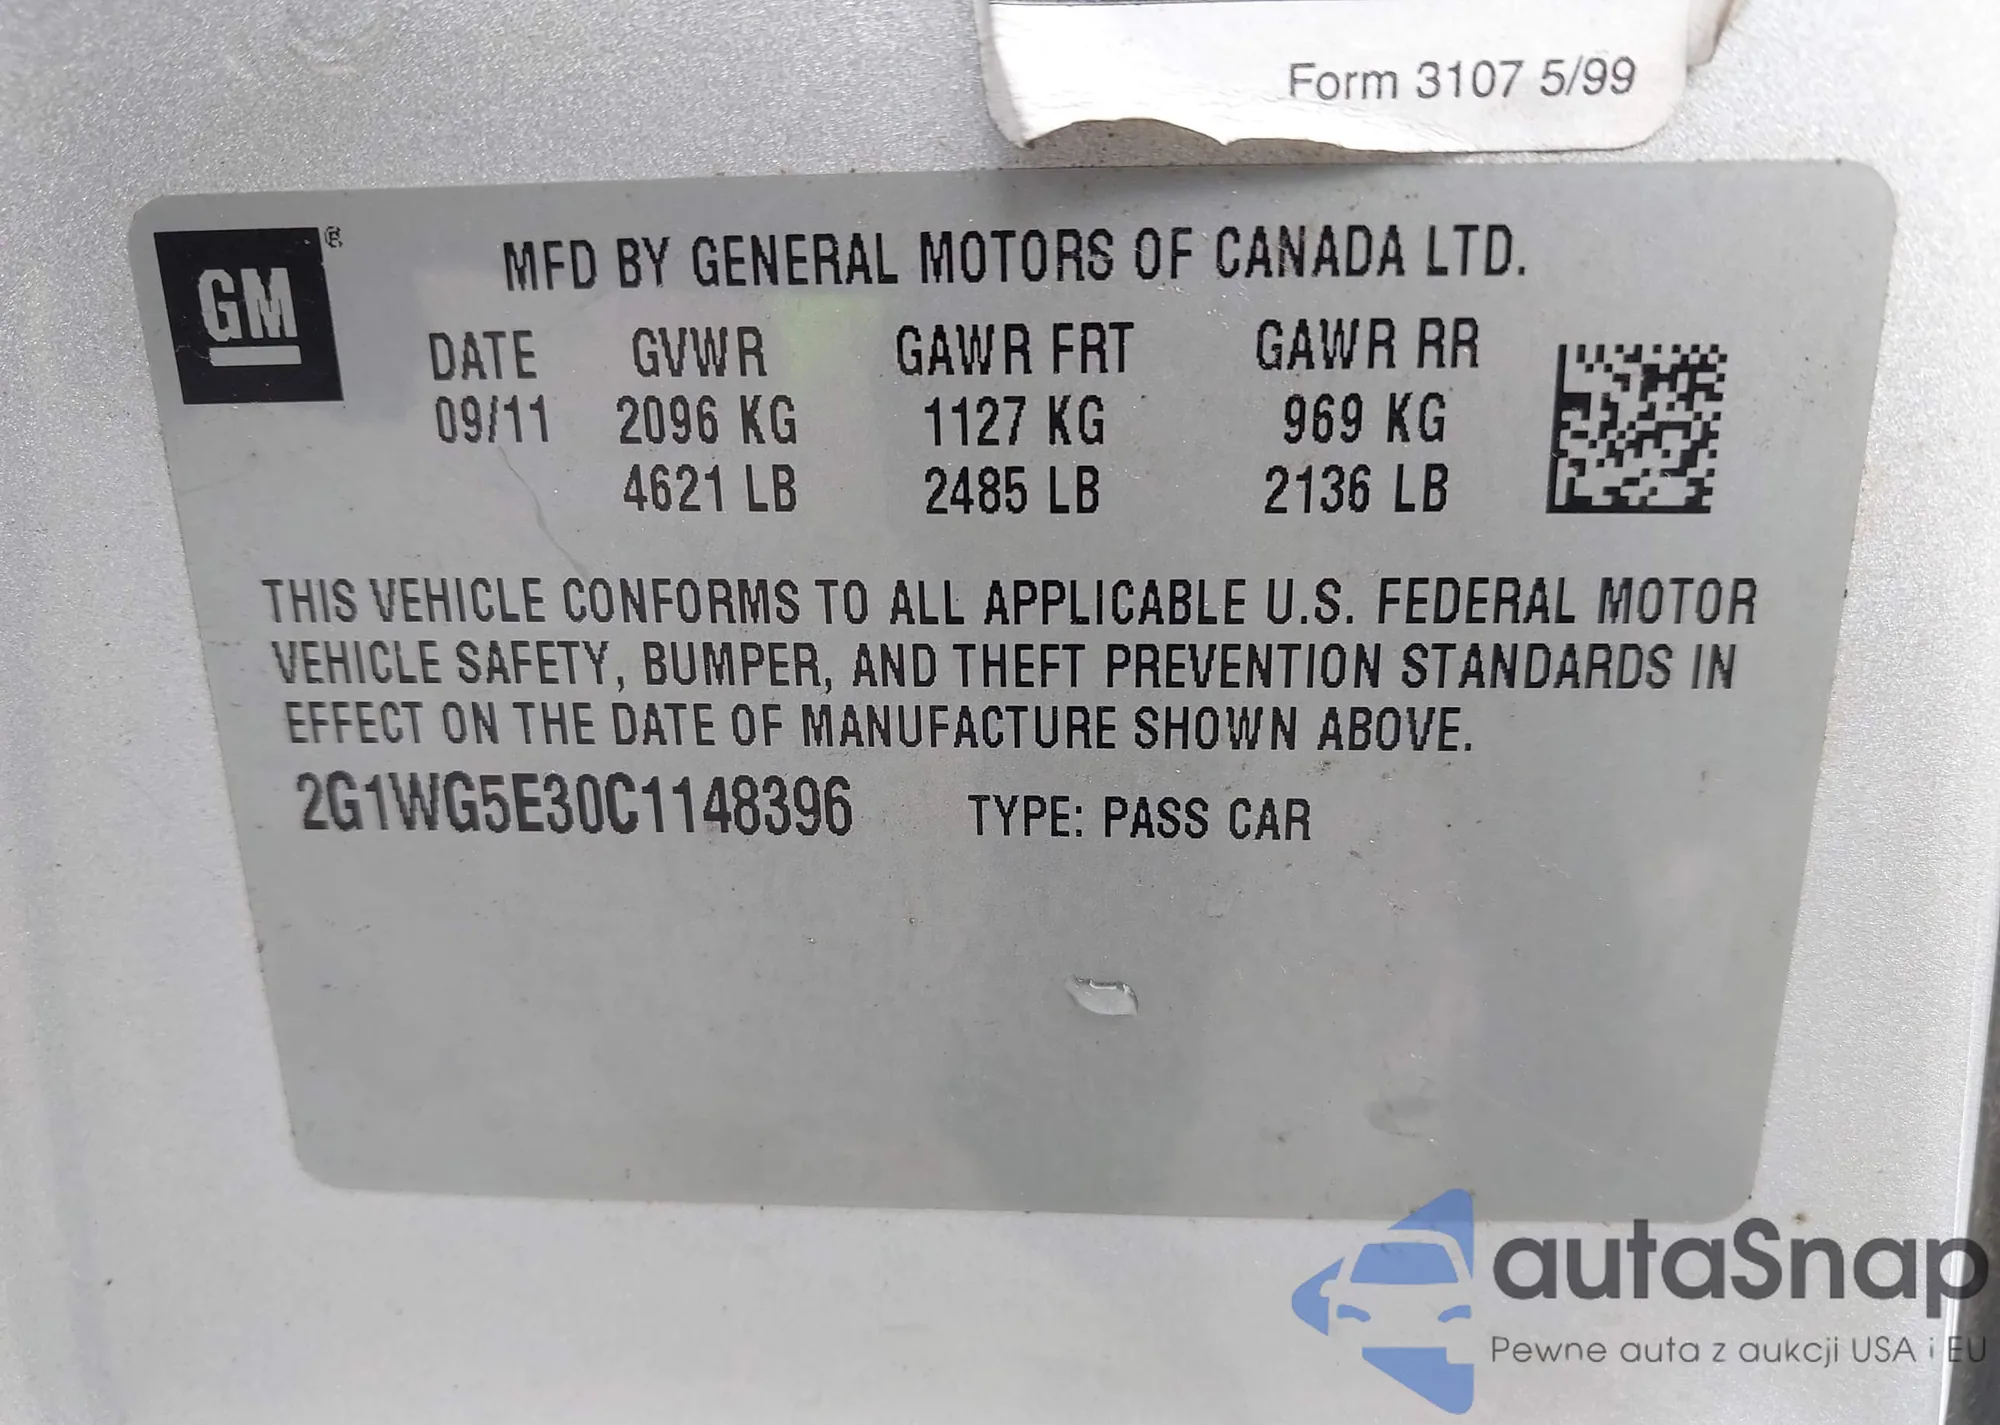 Form 3107 5/99
GM®
MFD BY GENERAL MOTORS OF CANADA LTD.
DATE GVWR GAWR FRT GAWR RR
09/11 2096 KG 1127 KG 969 KG
4621 LB 2485 LB 2136 LB
THIS VEHICLE CONFORMS TO ALL APPLICABLE U.S. FEDERAL MOTOR
VEHICLE SAFETY, BUMPER, AND THEFT PREVENTION STANDARDS IN
EFFECT ON THE DATE OF MANUFACTURE SHOWN ABOVE.
2G1WG5E30C1148396 TYPE: PASS CAR
autaSnap
Pewne auta z aukcji USA i EU